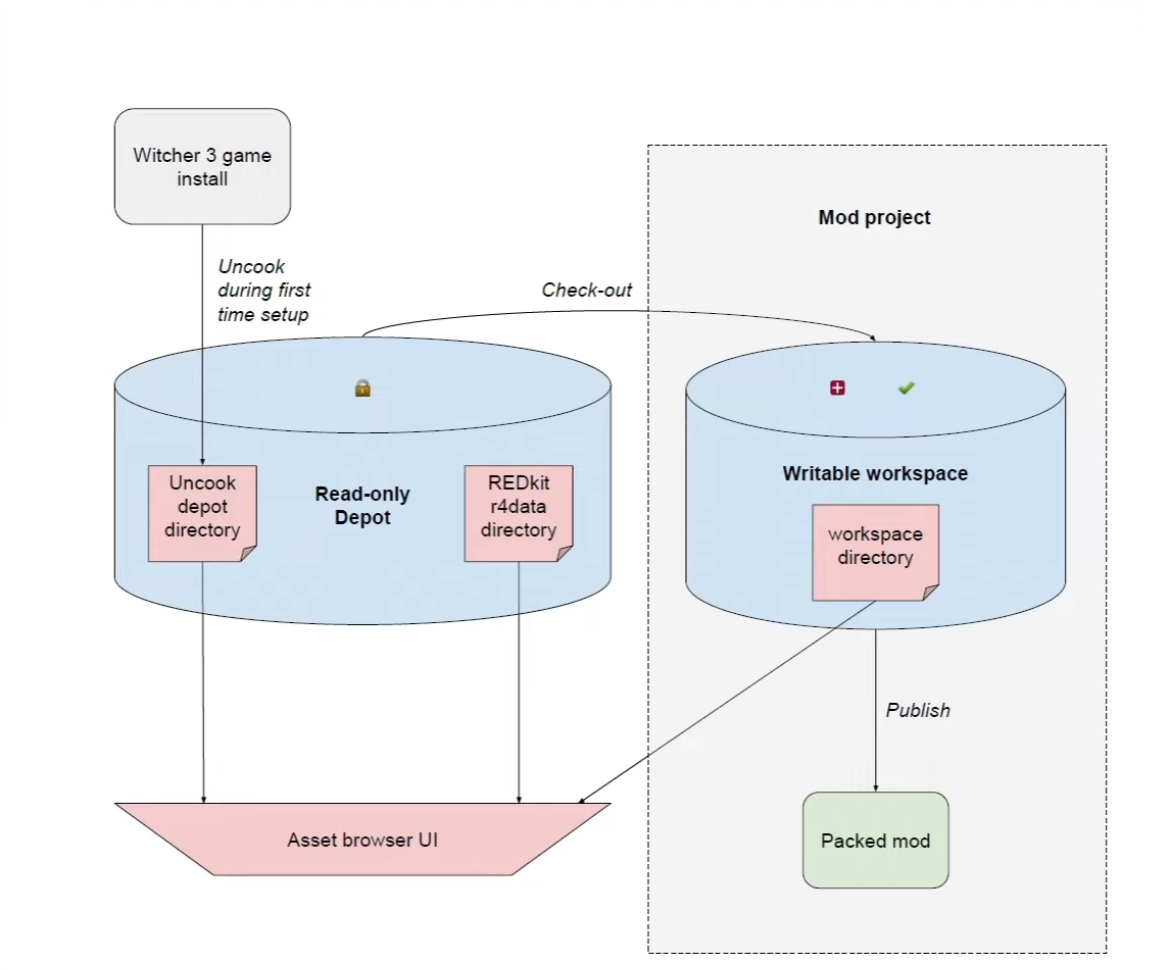 Witcher 3 game
install
Mod project
Uncook
during first
time setup
Check-out
Uncook
depot
directory
Read-only
Depot
REDkit
r4data
directory
Writable workspace
workspace
directory
Publish
Asset browser UI
Packed mod